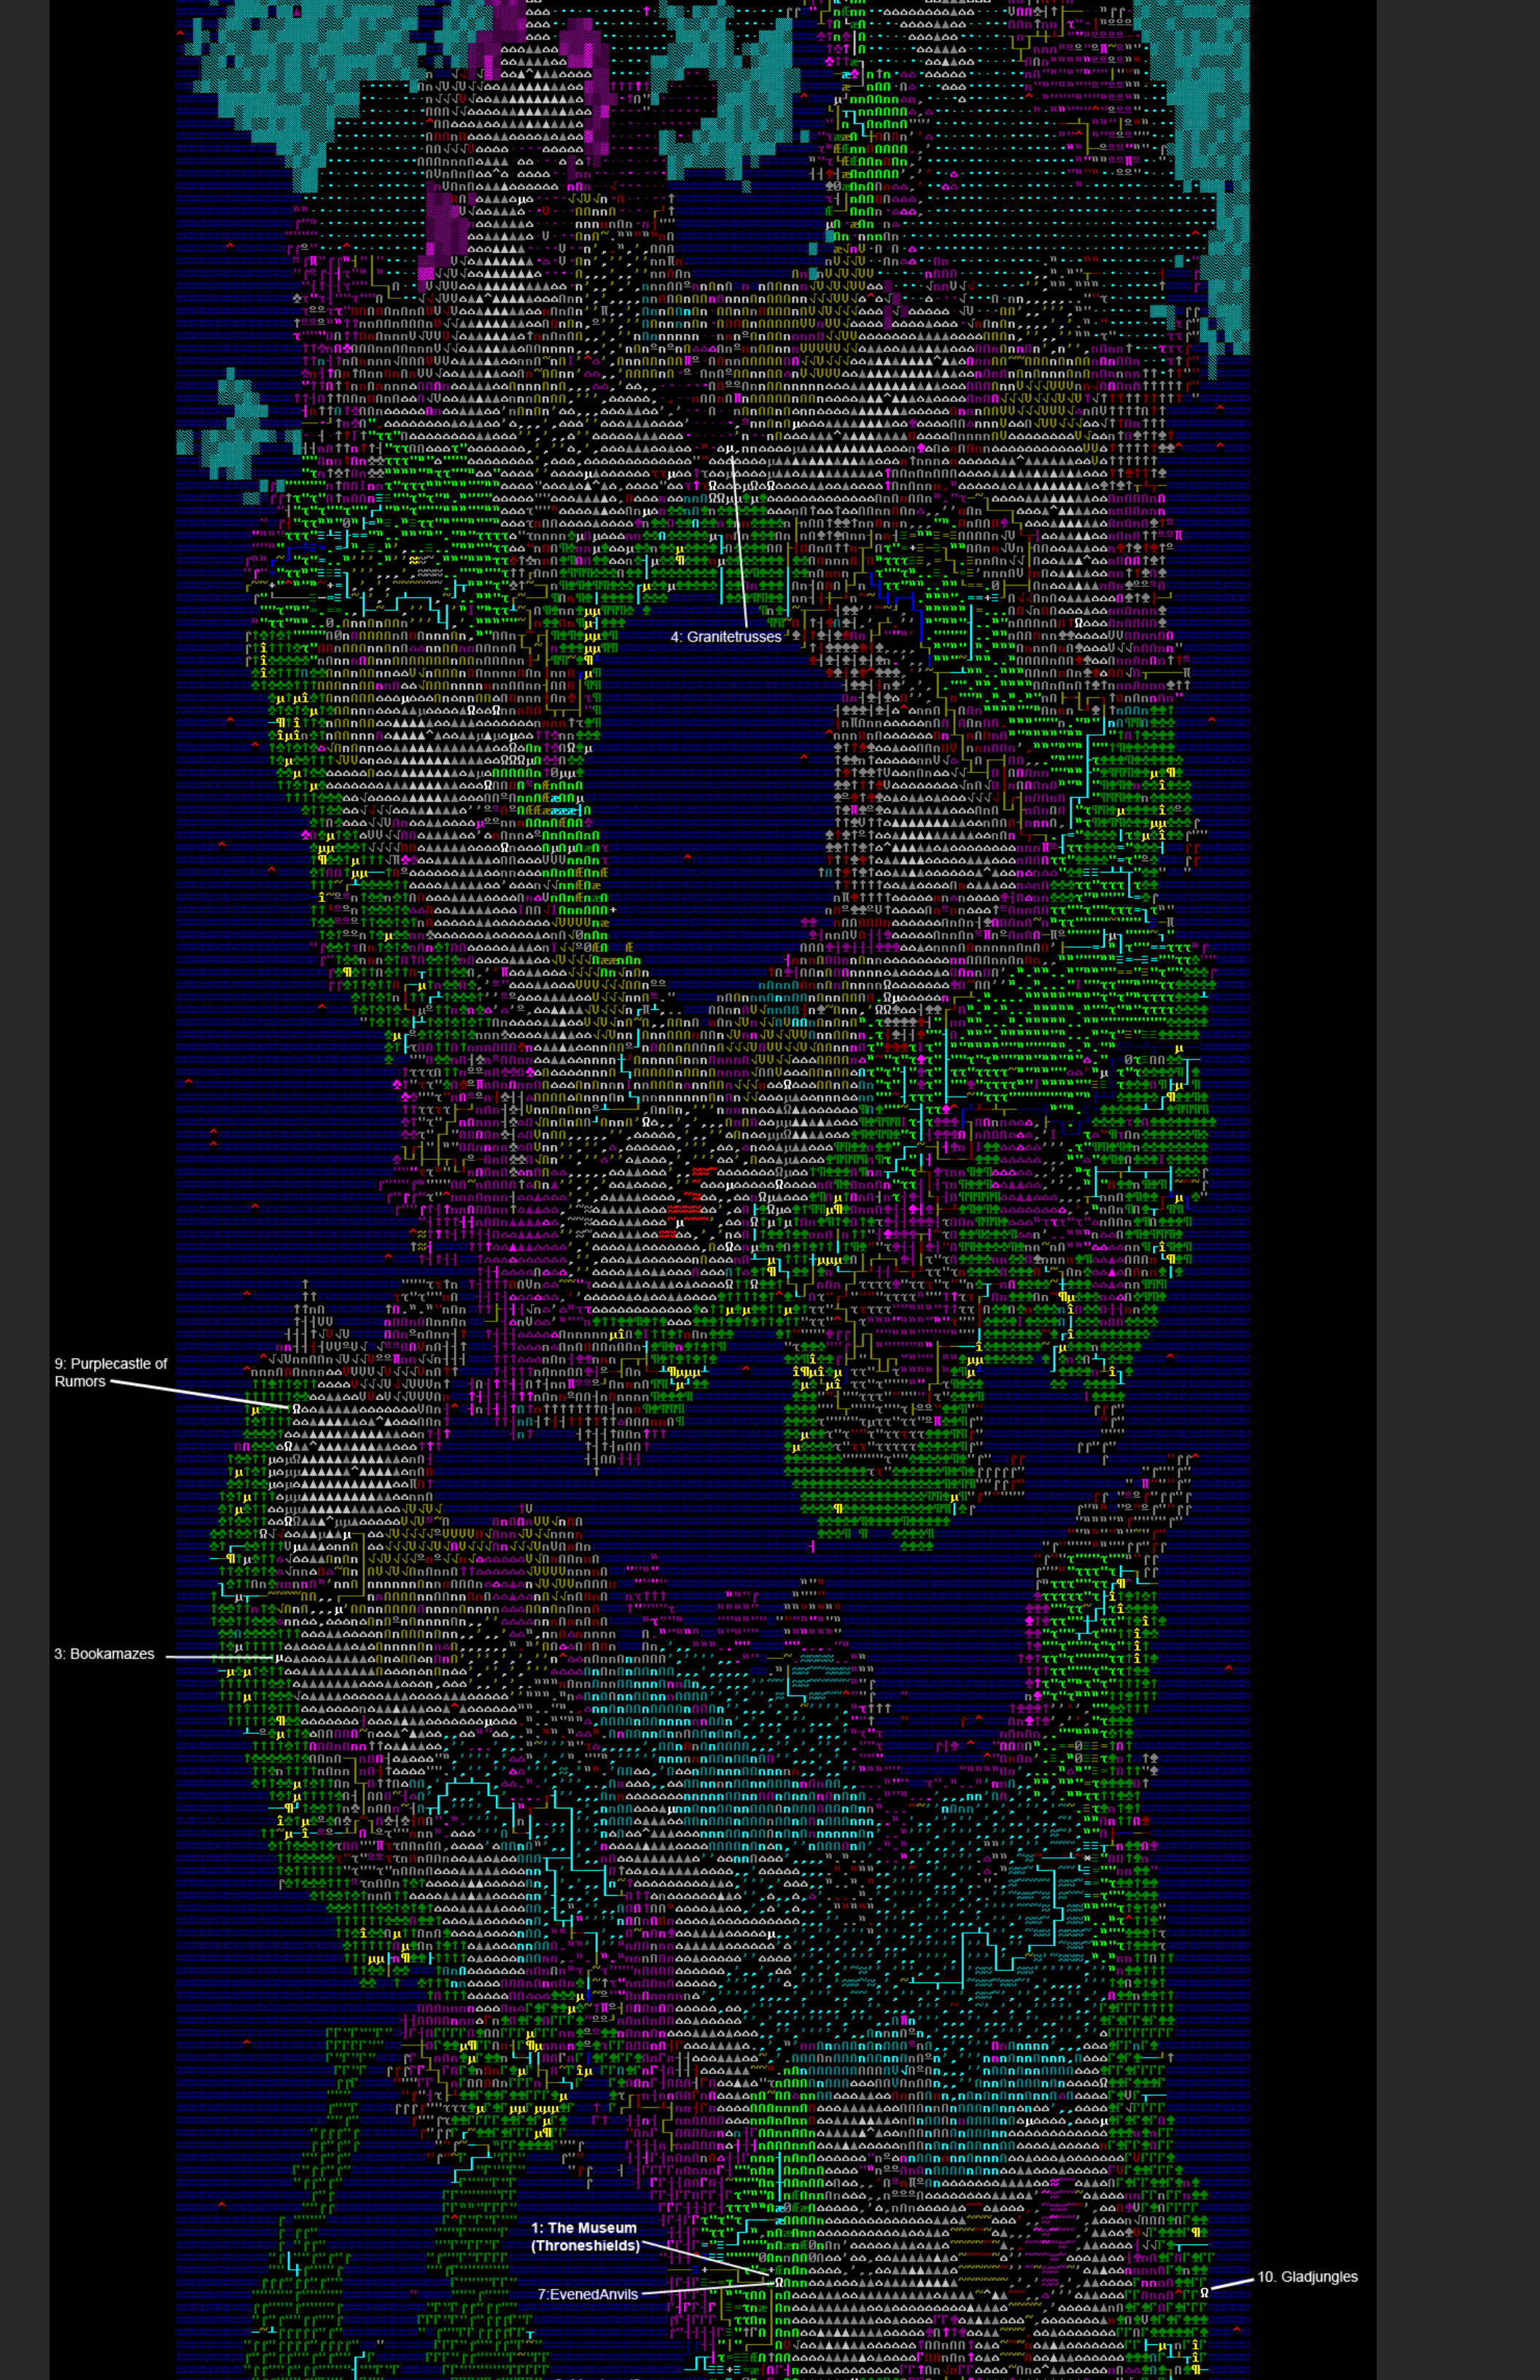 4: Granitetrusses
9: Purplecastle of
Rumors
3: Bookamazes
1: The Museum
(Throneshields)
7:EvenedAnvils
10. Gladjungles